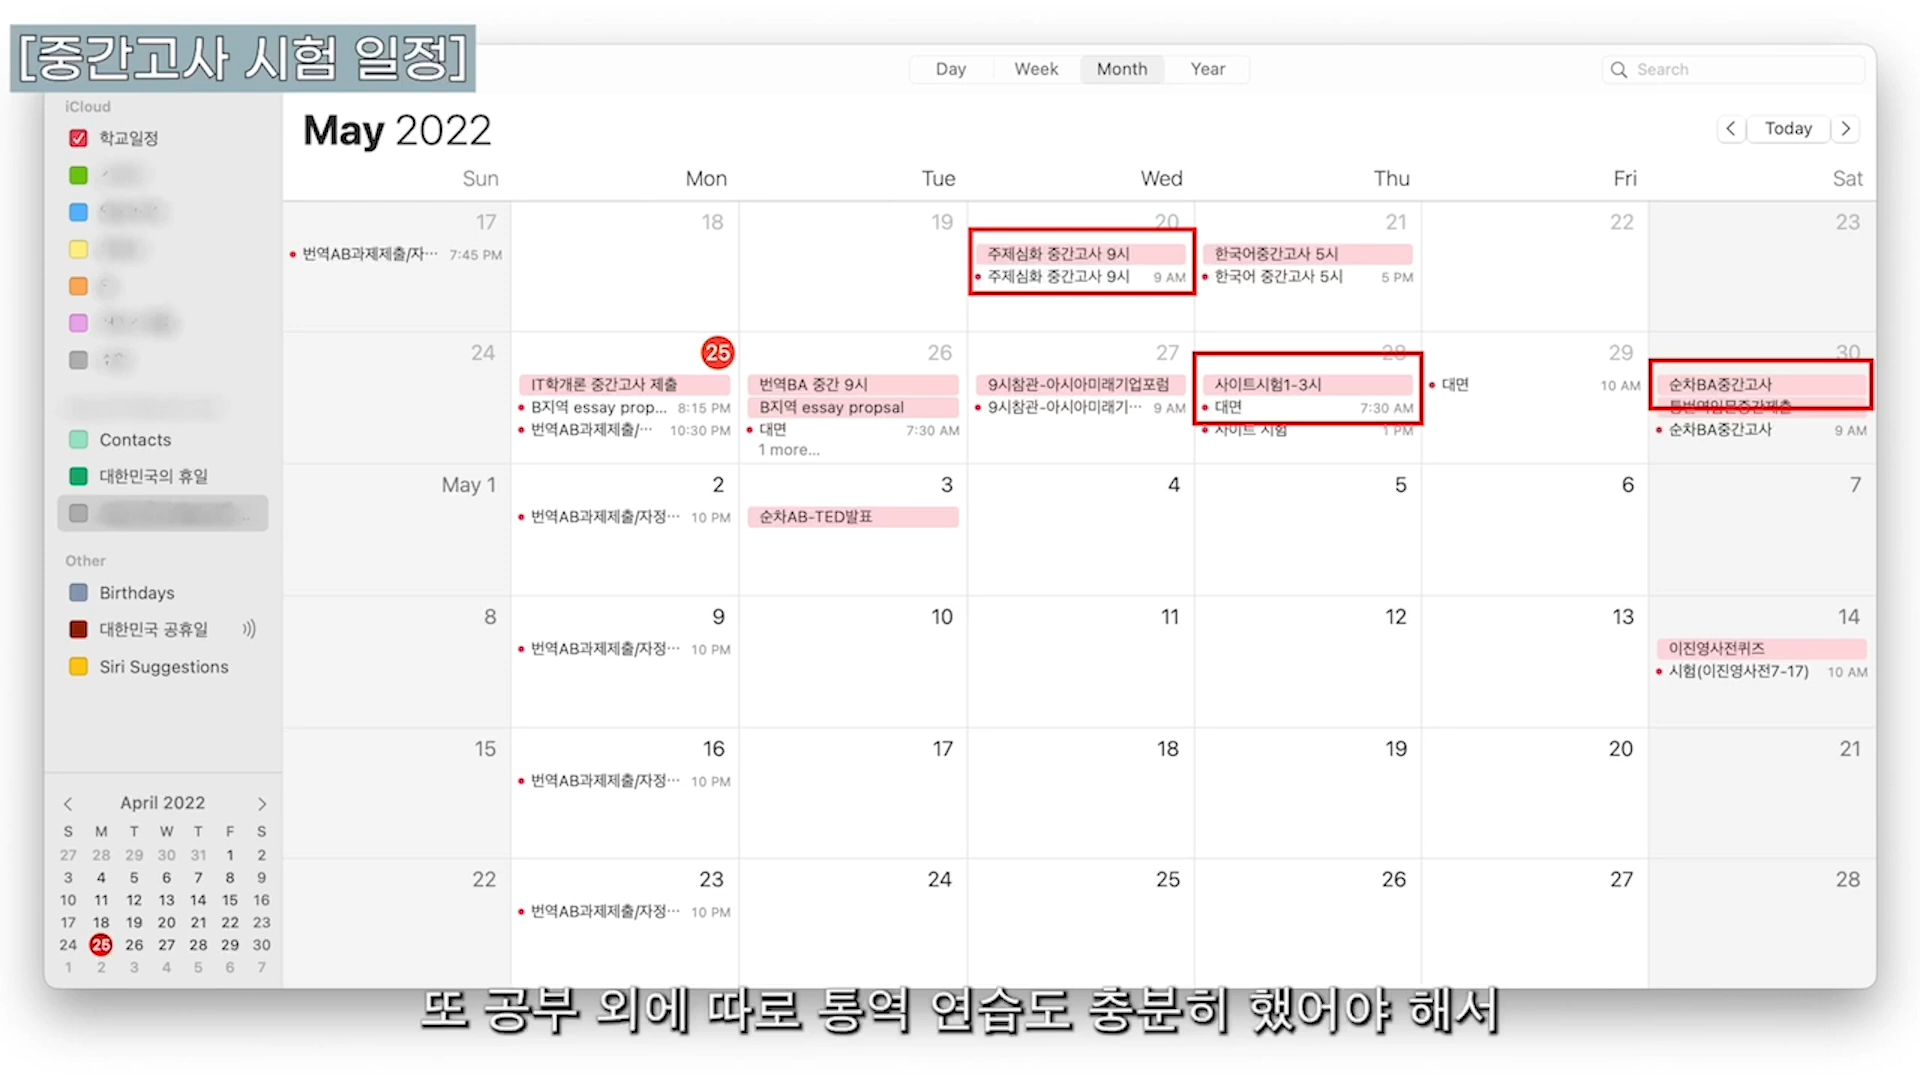 [중간고사 시험 일정]
Day Week Month Year
Search
iCloud
학교일정
Contacts
대한민국의 휴일
Other
Birthdays
대한민국 공휴일
Siri Suggestions
April 2022
S M T W T F S
27 28 29 30 31 1 2
3 4 5 6 7 8 9
10 11 12 13 14 15 16
17 18 19 20 21 22 23
24 25 26 27 28 29 30
1 2 3 4 5 6 7
May 2022
Today
Sun Mon Tue Wed Thu Fri Sat
17 18 19 20 21 22 23
번역AB과제제출/자… 7:45 PM
주제심화 중간고사 9시
주제심화 중간고사 9시 9 AM
한국어중간고사 5시
한국어 중간고사 5시 5 PM
24 25 26 27 28 29 30
IT학개론 중간고사 제출
B지역 essay prop... 8:15 PM
번역AB과제제출/… 10:30 PM
번역BA 중간 9시
B지역 essay propsal
대면 7:30 AM
1 more...
9시참관-아시아미래기업포럼
9시참관-아시아미래기… 9 AM
사이트시험1-3시
대면 7:30 AM
사이트 시험 1 PM
대면 10 AM
순차BA중간고사
통번역입문중간제출
순차BA중간고사 9 AM
May 1 2 3 4 5 6 7
번역AB과제제출/자정… 10 PM
순차AB-TED발표
8 9 10 11 12 13 14
번역AB과제제출/자정… 10 PM
이진영사전퀴즈
시험(이진영사전7-17) 10 AM
15 16 17 18 19 20 21
번역AB과제제출/자정… 10 PM
22 23 24 25 26 27 28
번역AB과제제출/자정… 10 PM
또 공부 외에 따로 통역 연습도 충분히 했어야 해서